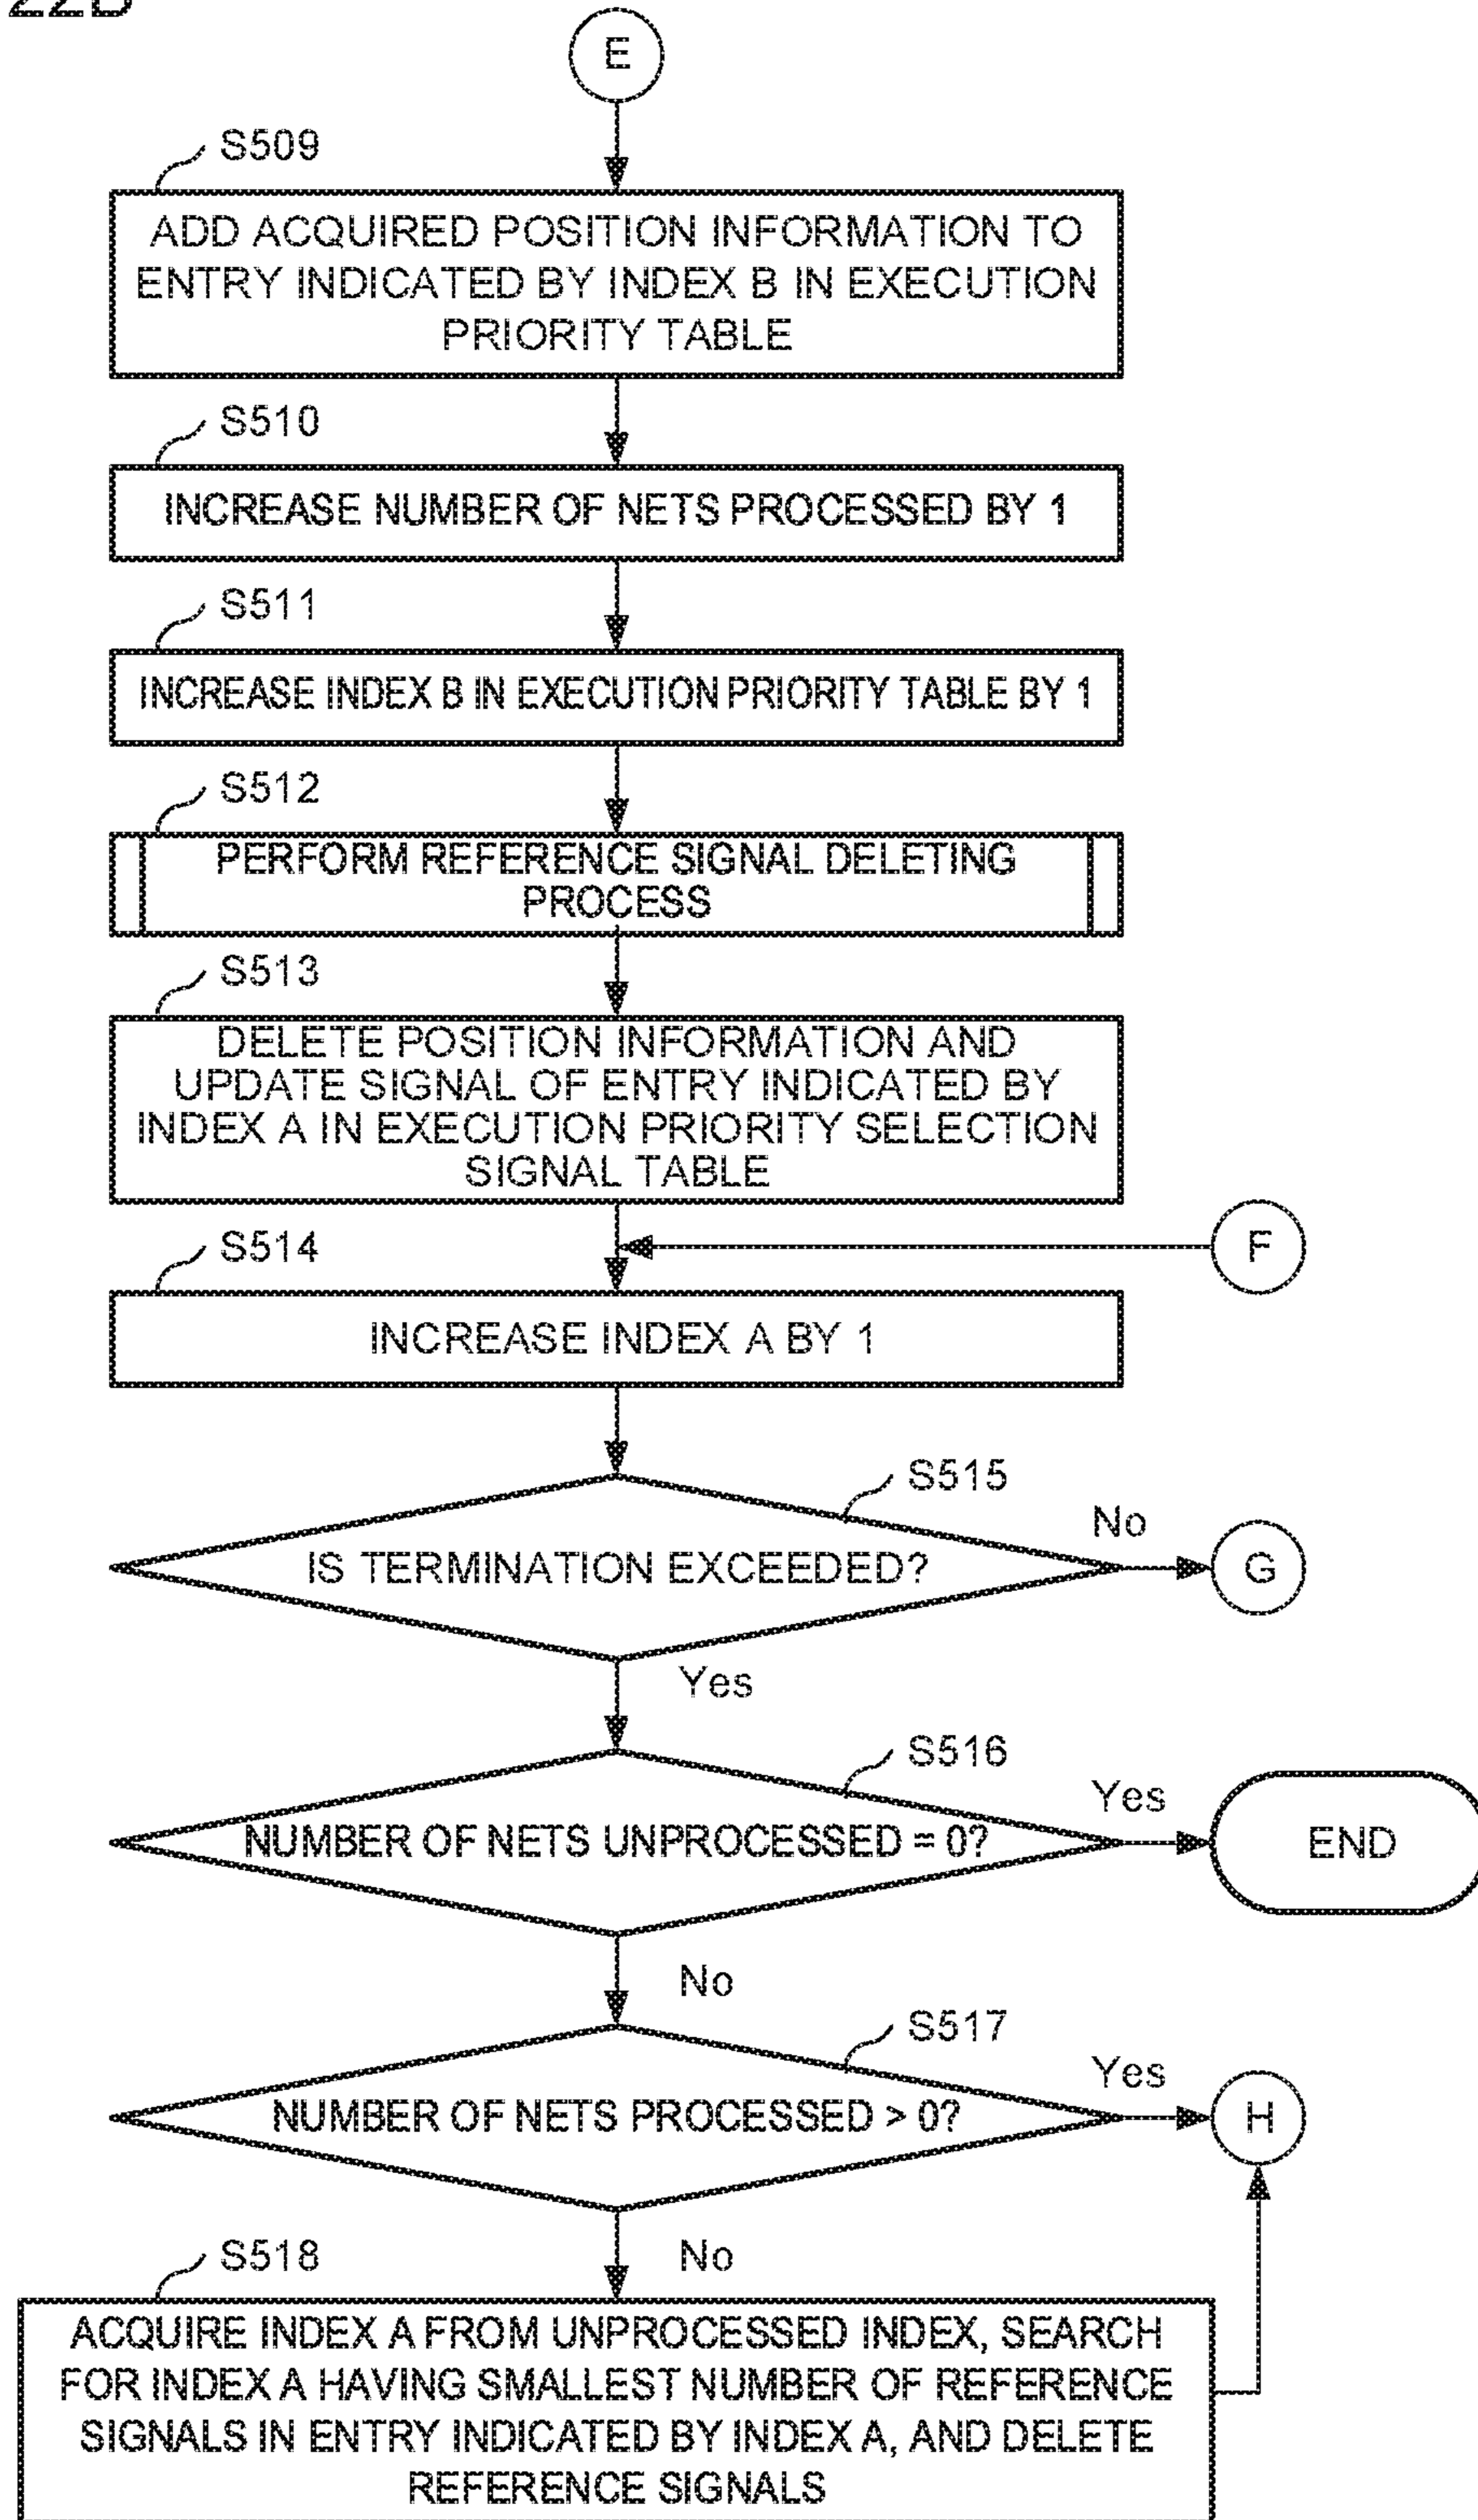 22B
E
S509
ADD ACQUIRED POSITION INFORMATION TO
ENTRY INDICATED BY INDEX B IN EXECUTION
PRIORITY TABLE
S510
INCREASE NUMBER OF NETS PROCESSED BY 1
S511
INCREASE INDEX B IN EXECUTION PRIORITY TABLE BY 1
S512
PERFORM REFERENCE SIGNAL DELETING
PROCESS
S513
DELETE POSITION INFORMATION AND
UPDATE SIGNAL OF ENTRY INDICATED BY
INDEX A IN EXECUTION PRIORITY SELECTION
SIGNAL TABLE
F
S514
INCREASE INDEX A BY 1
S515
No
IS TERMINATION EXCEEDED?
G
Yes
S516
Yes
NUMBER OF NETS UNPROCESSED = 0?
END
No
S517
Yes
NUMBER OF NETS PROCESSED > 0?
H
S518
No
ACQUIRE INDEX A FROM UNPROCESSED INDEX, SEARCH
FOR INDEX A HAVING SMALLEST NUMBER OF REFERENCE
SIGNALS IN ENTRY INDICATED BY INDEX A, AND DELETE
REFERENCE SIGNALS